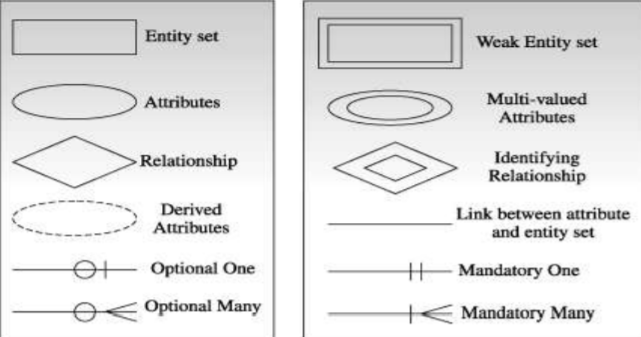 Entity set
Attributes
Relationship
Derived
Attributes
Optional One
Optional Many
Weak Entity set
Multi-valued
Attributes
Identifying
Relationship
Link between attribute
and entity set
Mandatory One
Mandatory Many